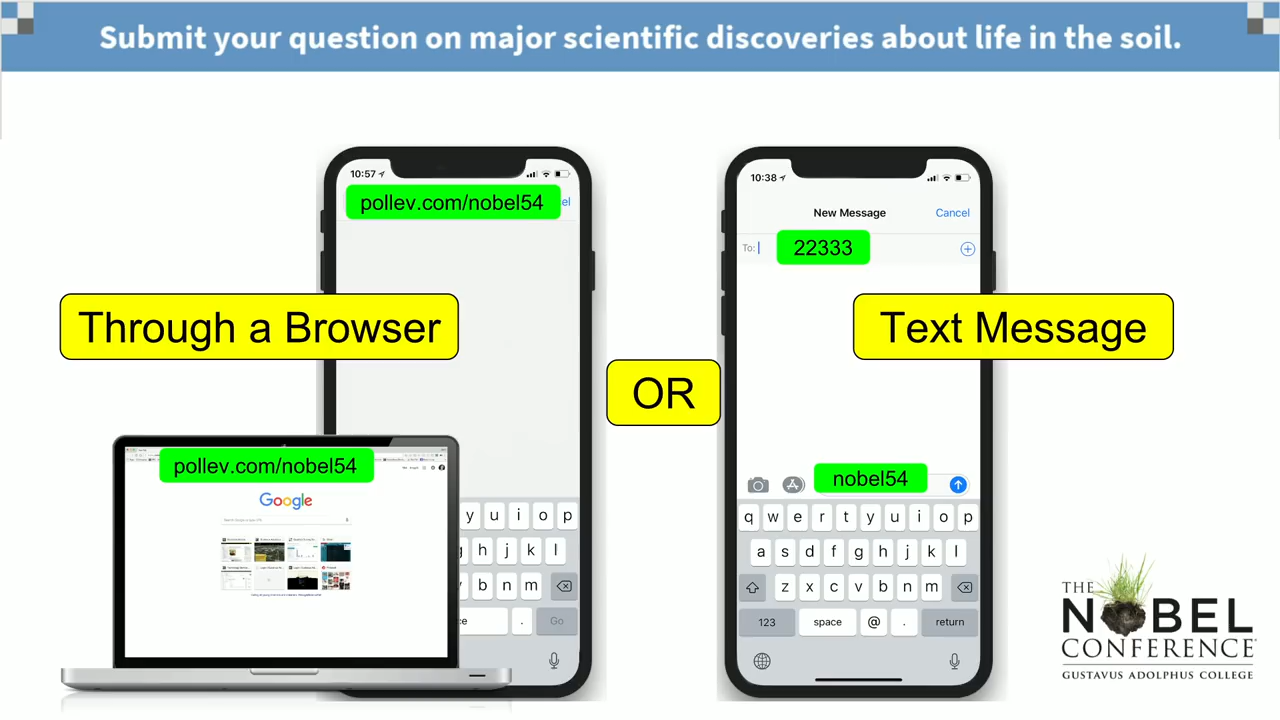 Submit your question on major scientific discoveries about life in the soil.
10:57
pollev.com/nobel54
el
Through a Browser
pollev.com/nobel54
Google
y u i o p
g h j k l
b n m
ce . Go
OR
10:38
New Message Cancel
To: 22333
Text Message
nobel54
q w e r t y u i o p
a s d f g h j k l
z x c v b n m
123 space @ . return
THE
NOBEL
CONFERENCE
GUSTAVUS ADOLPHUS COLLEGE